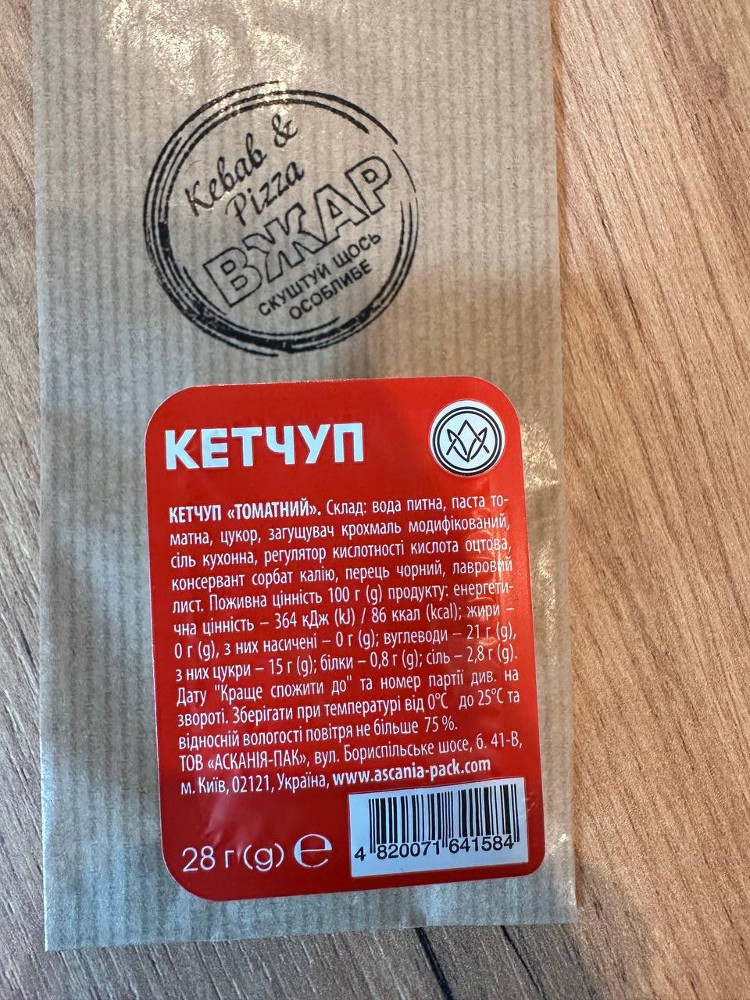 Kebab &
Pizza
ВЖАР
СКУШТУЙ ЩОСЬ
ОСОБЛИВЕ
КЕТЧУП
КЕТЧУП «ТОМАТНИЙ». Склад: вода питна, паста то-
матна, цукор, загущувач крохмаль модифікований,
сіль кухонна, регулятор кислотності кислота оцтова,
консервант сорбат калію, перець чорний, лавровий
лист. Поживна цінність 100 г (g) продукту: енергети-
чна цінність – 364 кДж (kJ) / 86 ккал (kcal); жири –
0 г (g), з них насичені – 0 г (g); вуглеводи – 21 г (g),
з них цукри – 15 г (g); білки – 0,8 г (g); сіль – 2,8 г (g).
Дату "Краще спожити до" та номер партії див. на
звороті. Зберігати при температурі від 0°С до 25°С та
відносній вологості повітря не більше 75 %.
ТОВ «АСКАНІЯ-ПАК», вул. Бориспільське шосе, б. 41-В,
м. Київ, 02121, Україна, www.ascania-pack.com
28 г (g) ℮
4 820071 641584